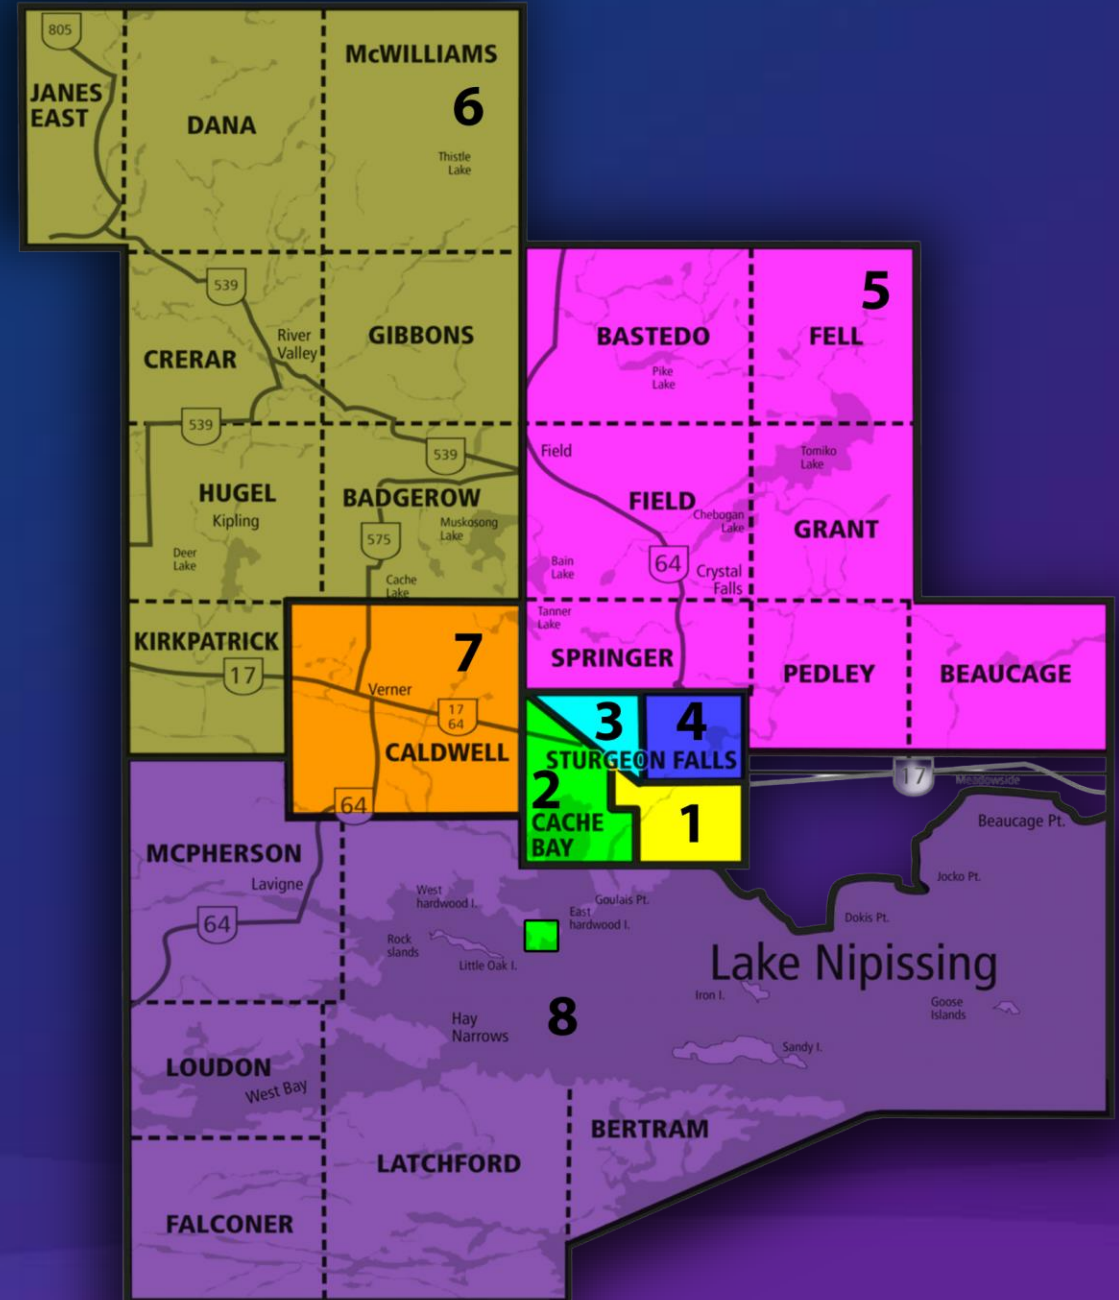 805
McWILLIAMS
JANES
EAST
6
DANA
Thistle
Lake
539
5
CRERAR
River
Valley
GIBBONS
BASTEDO
FELL
Pike
Lake
539
539
Field
Tomiko
Lake
HUGEL
Kipling
BADGEROW
Muskosong
Lake
FIELD
Chebogan
Lake
GRANT
575
Deer
Lake
Cache
Lake
Bain
Lake
64
Crystal
Falls
Tanner
Lake
KIRKPATRICK
7
SPRINGER
17
Verner
PEDLEY
BEAUCAGE
17
64
3
4
CALDWELL
STURGEON FALLS
17
Meadowside
64
2
CACHE
BAY
1
Beaucage Pt.
MCPHERSON
Lavigne
West
hardwood I.
Goulais Pt.
East
hardwood I.
Jocko Pt.
64
Dokis Pt.
Rock
slands
Little Oak I.
Lake Nipissing
Iron I.
Goose
Islands
8
Hay
Narrows
Sandy I.
LOUDON
West Bay
BERTRAM
LATCHFORD
FALCONER